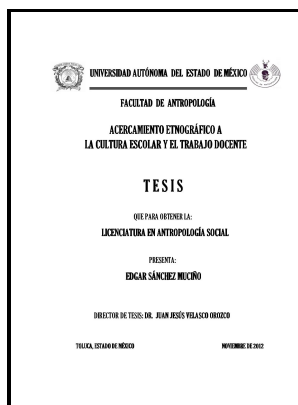 UNIVERSIDAD AUTÓNOMA DEL ESTADO DE MÉXICO
FACULTAD DE ANTROPOLOGÍA
ACERCAMIENTO ETNOGRÁFICO A
LA CULTURA ESCOLAR Y EL TRABAJO DOCENTE
TESIS
QUE PARA OBTENER LA:
LICENCIATURA EN ANTROPOLOGÍA SOCIAL
PRESENTA:
EDGAR SÁNCHEZ MUCIÑO
DIRECTOR DE TESIS: DR. JUAN JESÚS VELASCO OROZCO
TOLUCA, ESTADO DE MÉXICO NOVIEMBRE DE 2012